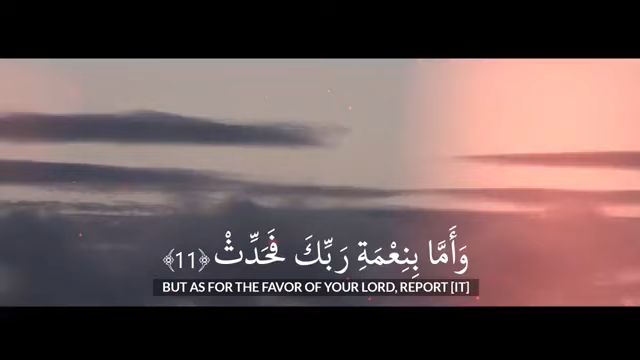 وَأَمَّا بِنِعْمَةِ رَبِّكَ فَحَدِّثْ ﴿11﴾
BUT AS FOR THE FAVOR OF YOUR LORD, REPORT [IT]